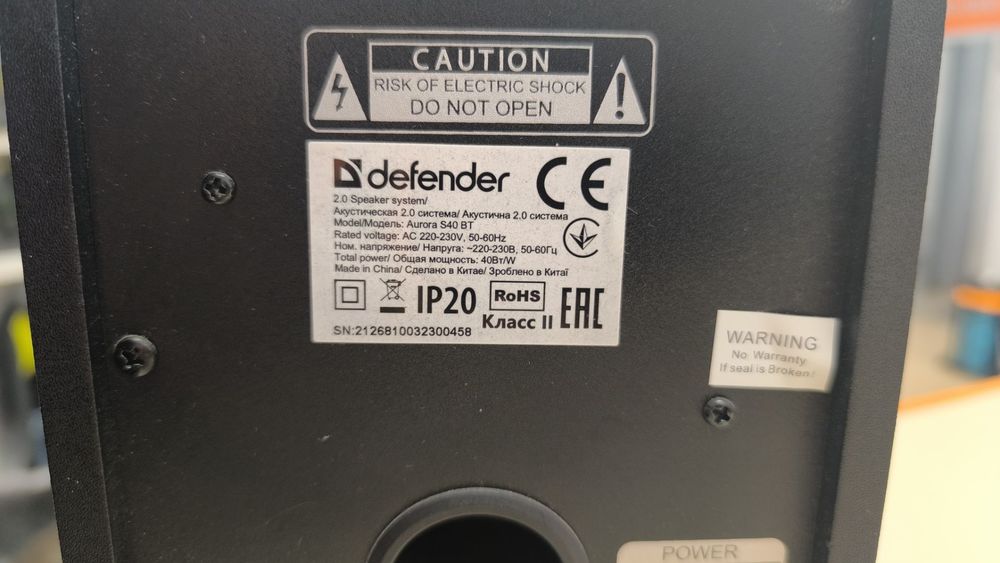 CAUTION
RISK OF ELECTRIC SHOCK
DO NOT OPEN
defender CE
2.0 Speaker system/
Акустическая 2.0 система/ Акустична 2.0 система
Model/Модель: Aurora S40 BT
Rated voltage: AC 220-230V, 50-60Hz
Ном. напряжение/ Напруга: ~220-230В, 50-60Гц
Total power/ Общая мощность: 40Вт/W
Made in China/ Сделано в Китае/ Зроблено в Китаї
IP20 RoHS EAC
Класс II
SN:2126810032300458
WARNING
No Warranty
If seal is Broken!
POWER